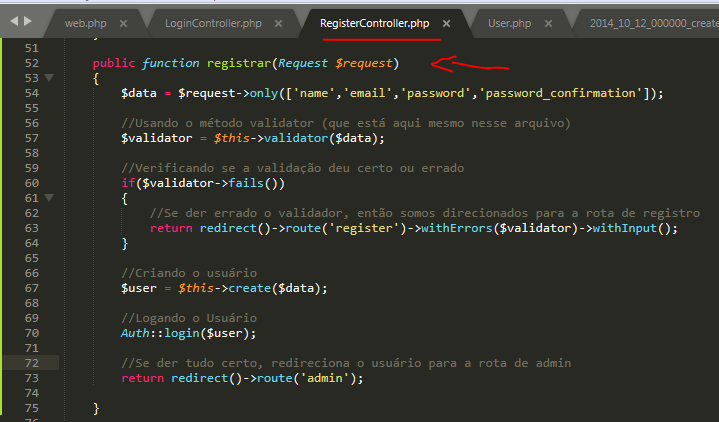 web.php × LoginController.php × RegisterController.php × User.php × 2014_10_12_000000_create
51
52 public function registrar(Request $request)
53 {
54 $data = $request->only(['name','email','password','password_confirmation']);
55
56 //Usando o método validator (que está aqui mesmo nesse arquivo)
57 $validator = $this->validator($data);
58
59 //Verificando se a validação deu certo ou errado
60 if($validator->fails())
61 {
62 //Se der errado o validador, então somos direcionados para a rota de registro
63 return redirect()->route('register')->withErrors($validator)->withInput();
64 }
65
66 //Criando o usuário
67 $user = $this->create($data);
68
69 //Logando o Usuário
70 Auth::login($user);
71
72 //Se der tudo certo, redireciona o usuário para a rota de admin
73 return redirect()->route('admin');
74
75 }